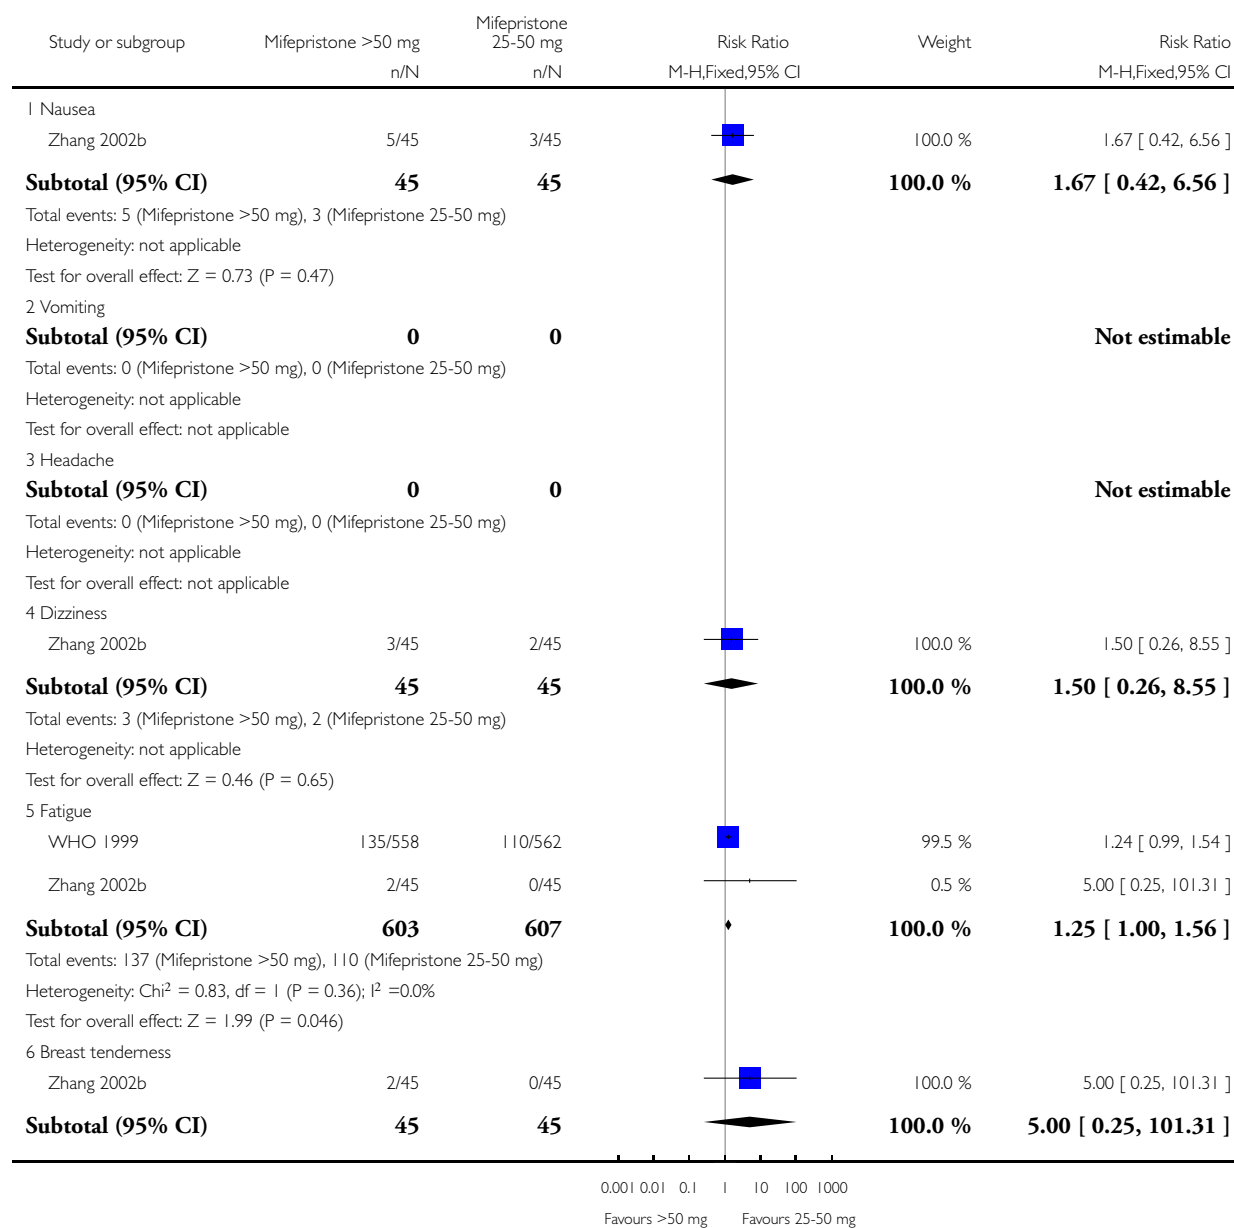 Study or subgroup Mifepristone >50 mg Mifepristone 25-50 mg Risk Ratio Weight Risk Ratio
n/N n/N M-H,Fixed,95% CI M-H,Fixed,95% CI
1 Nausea
Zhang 2002b 5/45 3/45 100.0 % 1.67 [ 0.42, 6.56 ]
Subtotal (95% CI) 45 45 100.0 % 1.67 [ 0.42, 6.56 ]
Total events: 5 (Mifepristone >50 mg), 3 (Mifepristone 25-50 mg)
Heterogeneity: not applicable
Test for overall effect: Z = 0.73 (P = 0.47)
2 Vomiting
Subtotal (95% CI) 0 0 Not estimable
Total events: 0 (Mifepristone >50 mg), 0 (Mifepristone 25-50 mg)
Heterogeneity: not applicable
Test for overall effect: not applicable
3 Headache
Subtotal (95% CI) 0 0 Not estimable
Total events: 0 (Mifepristone >50 mg), 0 (Mifepristone 25-50 mg)
Heterogeneity: not applicable
Test for overall effect: not applicable
4 Dizziness
Zhang 2002b 3/45 2/45 100.0 % 1.50 [ 0.26, 8.55 ]
Subtotal (95% CI) 45 45 100.0 % 1.50 [ 0.26, 8.55 ]
Total events: 3 (Mifepristone >50 mg), 2 (Mifepristone 25-50 mg)
Heterogeneity: not applicable
Test for overall effect: Z = 0.46 (P = 0.65)
5 Fatigue
WHO 1999 135/558 110/562 99.5 % 1.24 [ 0.99, 1.54 ]
Zhang 2002b 2/45 0/45 0.5 % 5.00 [ 0.25, 101.31 ]
Subtotal (95% CI) 603 607 100.0 % 1.25 [ 1.00, 1.56 ]
Total events: 137 (Mifepristone >50 mg), 110 (Mifepristone 25-50 mg)
Heterogeneity: Chi² = 0.83, df = 1 (P = 0.36); I² =0.0%
Test for overall effect: Z = 1.99 (P = 0.046)
6 Breast tenderness
Zhang 2002b 2/45 0/45 100.0 % 5.00 [ 0.25, 101.31 ]
Subtotal (95% CI) 45 45 100.0 % 5.00 [ 0.25, 101.31 ]
0.001 0.01 0.1 1 10 100 1000
Favours >50 mg Favours 25-50 mg